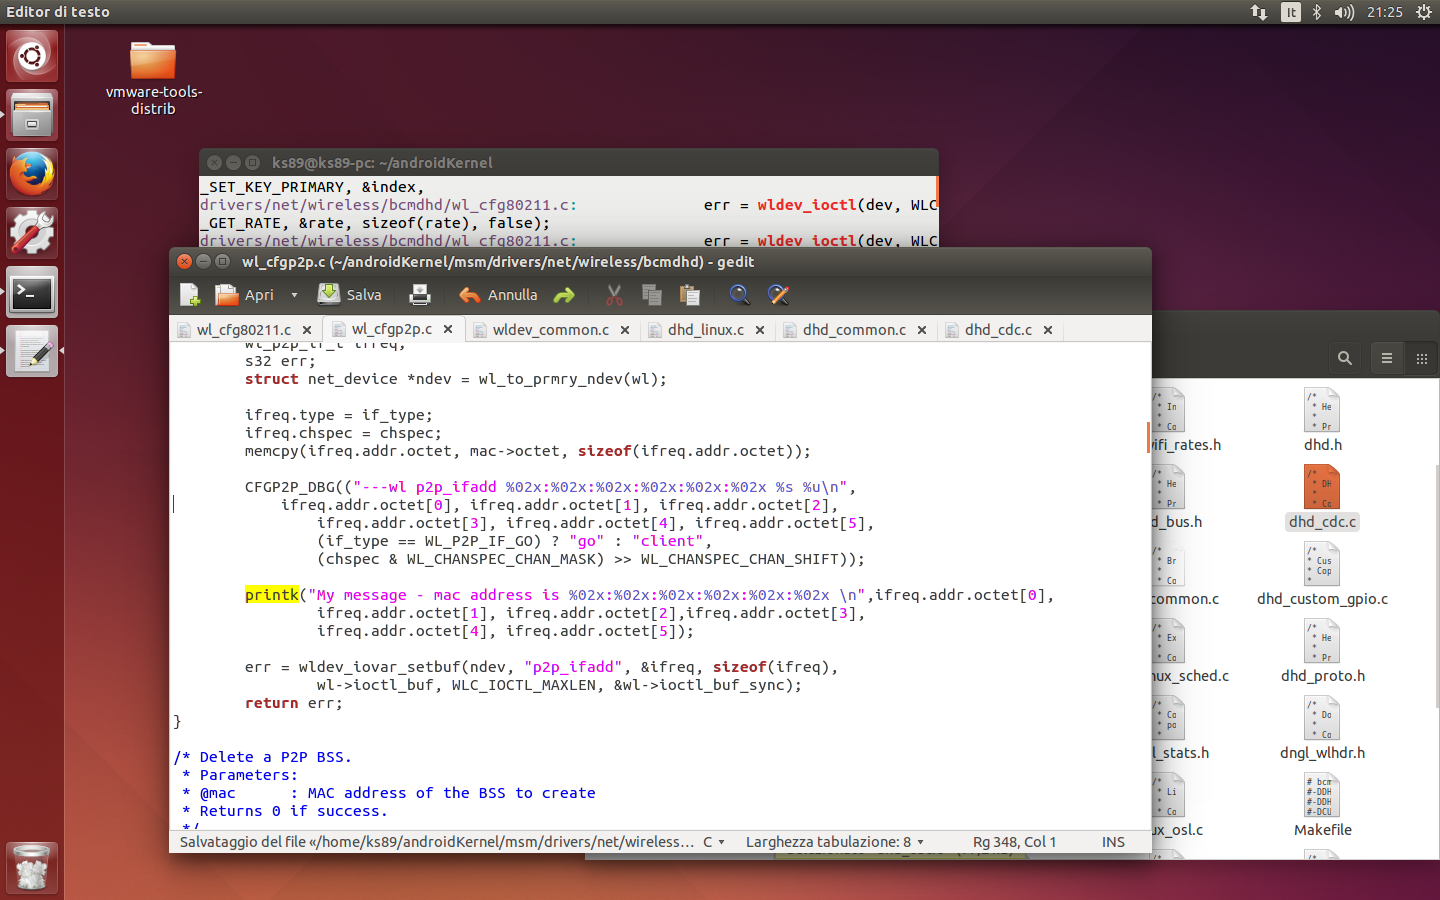 Editor di testo
It
21:25
vmware-tools-
distrib
ks89@ks89-pc: ~/androidKernel
_SET_KEY_PRIMARY, &index,
drivers/net/wireless/bcmdhd/wl_cfg80211.c: err = wldev_ioctl(dev, WLC
_GET_RATE, &rate, sizeof(rate), false);
drivers/net/wireless/bcmdhd/wl_cfg80211.c: err = wldev_ioctl(dev, WLC
wl_cfgp2p.c (~/androidKernel/msm/drivers/net/wireless/bcmdhd) - gedit
Apri Salva Annulla
wl_cfg80211.c wl_cfgp2p.c wldev_common.c dhd_linux.c dhd_common.c dhd_cdc.c
wl_p2p_if_t ifreq;
s32 err;
struct net_device *ndev = wl_to_prmry_ndev(wl);
ifreq.type = if_type;
ifreq.chspec = chspec;
memcpy(ifreq.addr.octet, mac->octet, sizeof(ifreq.addr.octet));
CFGP2P_DBG(("---wl p2p_ifadd %02x:%02x:%02x:%02x:%02x:%02x %s %u\n",
ifreq.addr.octet[0], ifreq.addr.octet[1], ifreq.addr.octet[2],
ifreq.addr.octet[3], ifreq.addr.octet[4], ifreq.addr.octet[5],
(if_type == WL_P2P_IF_GO) ? "go" : "client",
(chspec & WL_CHANSPEC_CHAN_MASK) >> WL_CHANSPEC_CHAN_SHIFT));
printk("My message - mac address is %02x:%02x:%02x:%02x:%02x:%02x \n",ifreq.addr.octet[0],
ifreq.addr.octet[1], ifreq.addr.octet[2],ifreq.addr.octet[3],
ifreq.addr.octet[4], ifreq.addr.octet[5]);
err = wldev_iovar_setbuf(ndev, "p2p_ifadd", &ifreq, sizeof(ifreq),
wl->ioctl_buf, WLC_IOCTL_MAXLEN, &wl->ioctl_buf_sync);
return err;
}
/* Delete a P2P BSS.
* Parameters:
* @mac : MAC address of the BSS to create
* Returns 0 if success.
*/
Salvataggio del file «/home/ks89/androidKernel/msm/drivers/net/wireless… C Larghezza tabulazione: 8 Rg 348, Col 1 INS
ifi_rates.h dhd.h
d_bus.h dhd_cdc.c
common.c dhd_custom_gpio.c
nux_sched.c dhd_proto.h
l_stats.h dngl_wlhdr.h
ux_osl.c Makefile